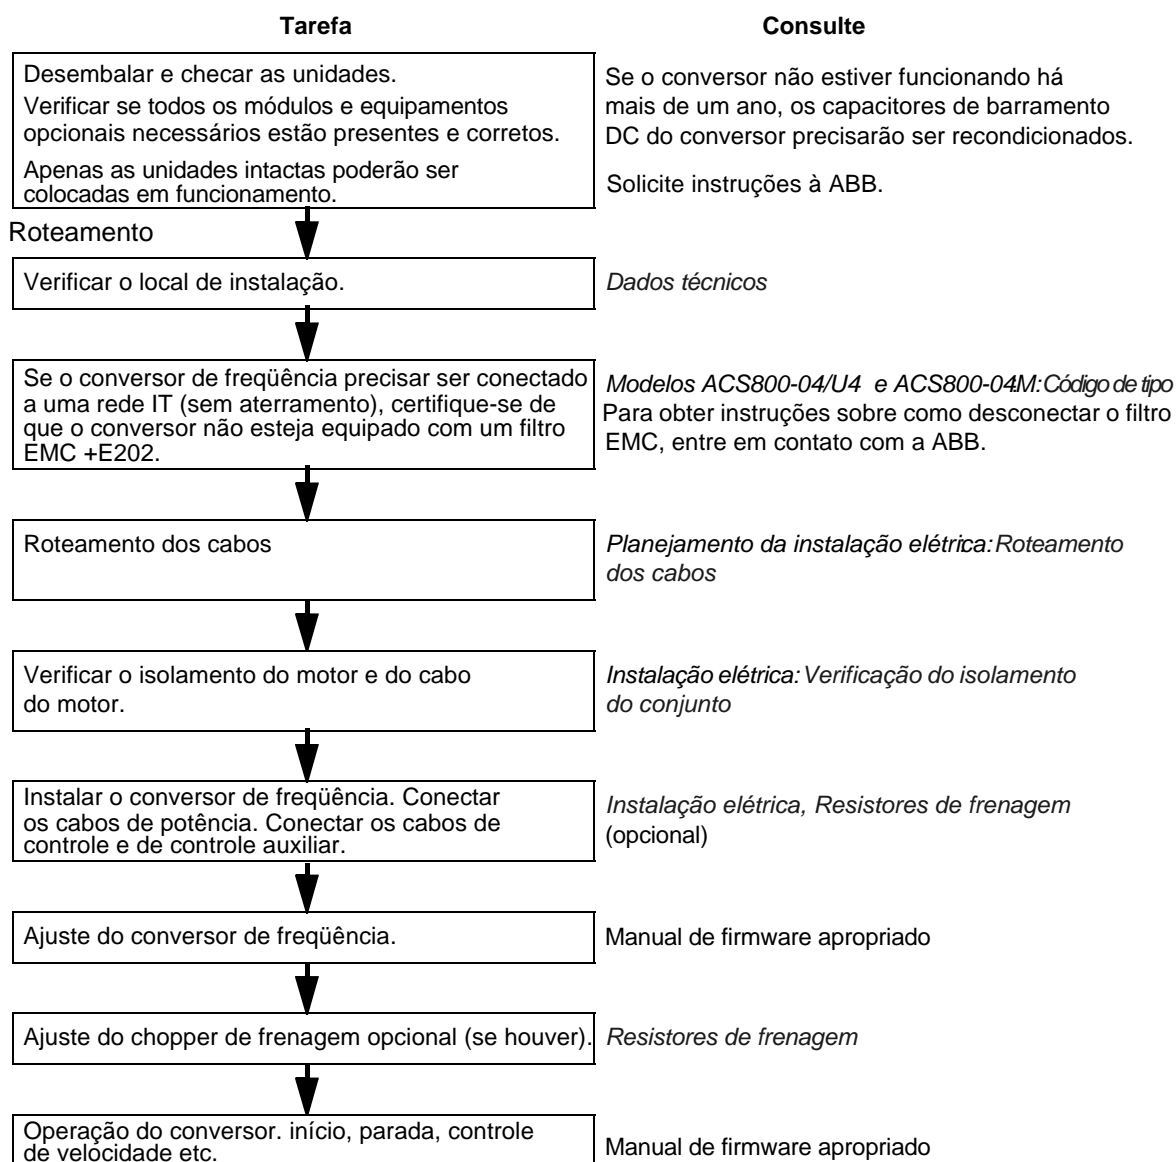 Tarefa
Consulte
Desembalar e checar as unidades.
Verificar se todos os módulos e equipamentos
opcionais necessários estão presentes e corretos.
Apenas as unidades intactas poderão ser
colocadas em funcionamento.
Se o conversor não estiver funcionando há
mais de um ano, os capacitores de barramento
DC do conversor precisarão ser recondicionados.
Solicite instruções à ABB.
Roteamento
Verificar o local de instalação.
Dados técnicos
Se o conversor de freqüência precisar ser conectado
a uma rede IT (sem aterramento), certifique-se de
que o conversor não esteja equipado com um filtro
EMC +E202.
Modelos ACS800-04/U4 e ACS800-04M: Código de tipo
Para obter instruções sobre como desconectar o filtro
EMC, entre em contato com a ABB.
Roteamento dos cabos
Planejamento da instalação elétrica: Roteamento
dos cabos
Verificar o isolamento do motor e do cabo
do motor.
Instalação elétrica: Verificação do isolamento
do conjunto
Instalar o conversor de freqüência. Conectar
os cabos de potência. Conectar os cabos de
controle e de controle auxiliar.
Instalação elétrica, Resistores de frenagem
(opcional)
Ajuste do conversor de freqüência.
Manual de firmware apropriado
Ajuste do chopper de frenagem opcional (se houver).
Resistores de frenagem
Operação do conversor. início, parada, controle
de velocidade etc.
Manual de firmware apropriado